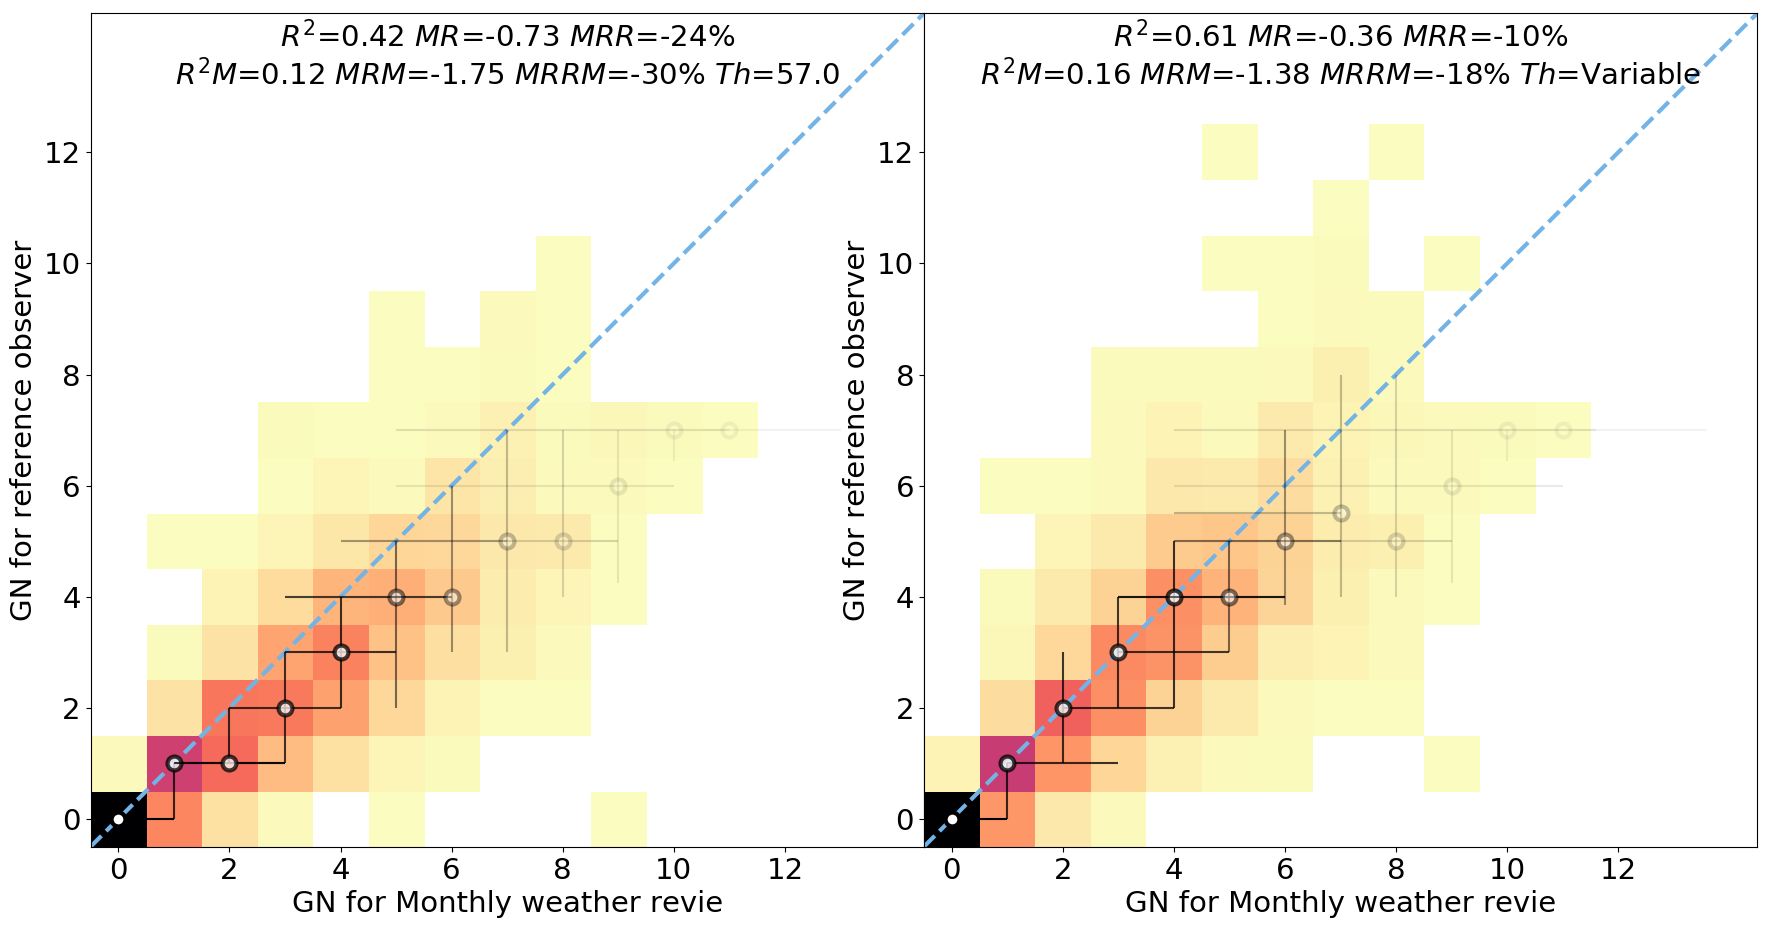 R²=0.42 MR=-0.73 MRR=-24%
R²M=0.12 MRM=-1.75 MRRM=-30% Th=57.0
12
10
8
6
4
2
0
GN for reference observer
0 2 4 6 8 10 12
GN for Monthly weather revie
R²=0.61 MR=-0.36 MRR=-10%
R²M=0.16 MRM=-1.38 MRRM=-18% Th=Variable
12
10
8
6
4
2
0
GN for reference observer
0 2 4 6 8 10 12
GN for Monthly weather revie